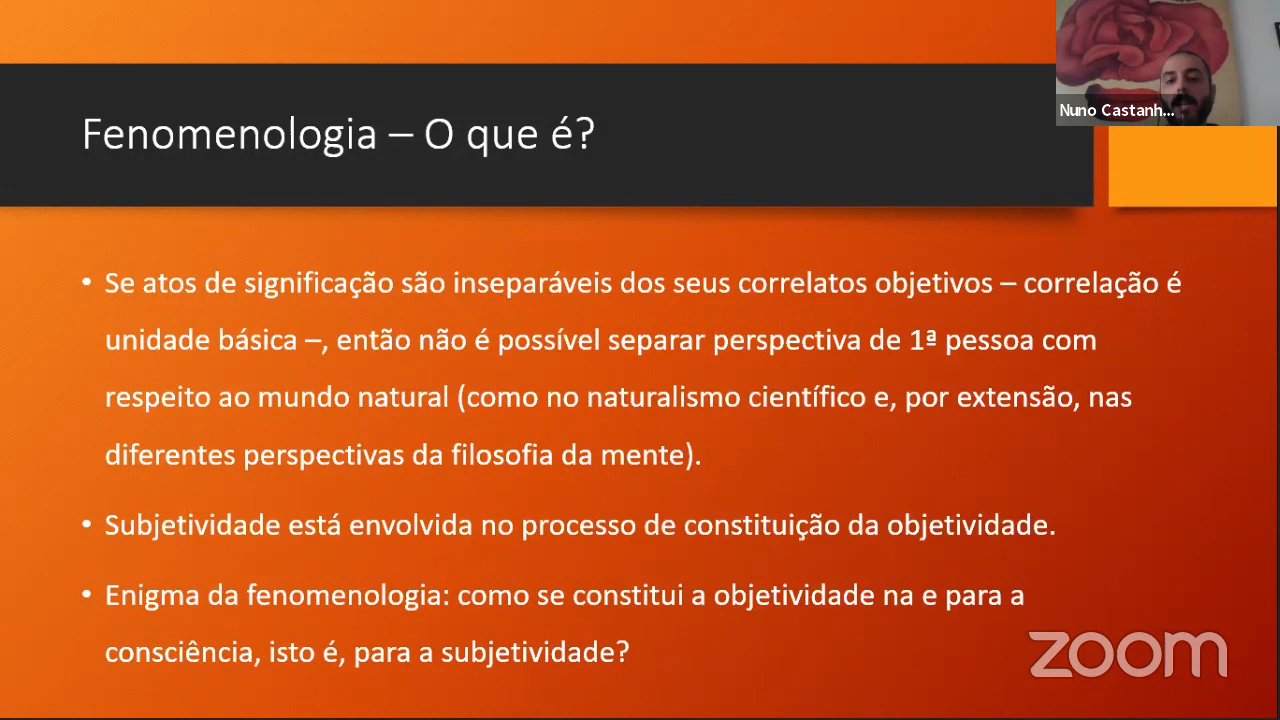 Nuno Castanh...
Fenomenologia – O que é?
• Se atos de significação são inseparáveis dos seus correlatos objetivos – correlação é
unidade básica –, então não é possível separar perspectiva de 1ª pessoa com
respeito ao mundo natural (como no naturalismo científico e, por extensão, nas
diferentes perspectivas da filosofia da mente).
• Subjetividade está envolvida no processo de constituição da objetividade.
• Enigma da fenomenologia: como se constitui a objetividade na e para a
consciência, isto é, para a subjetividade?
zoom